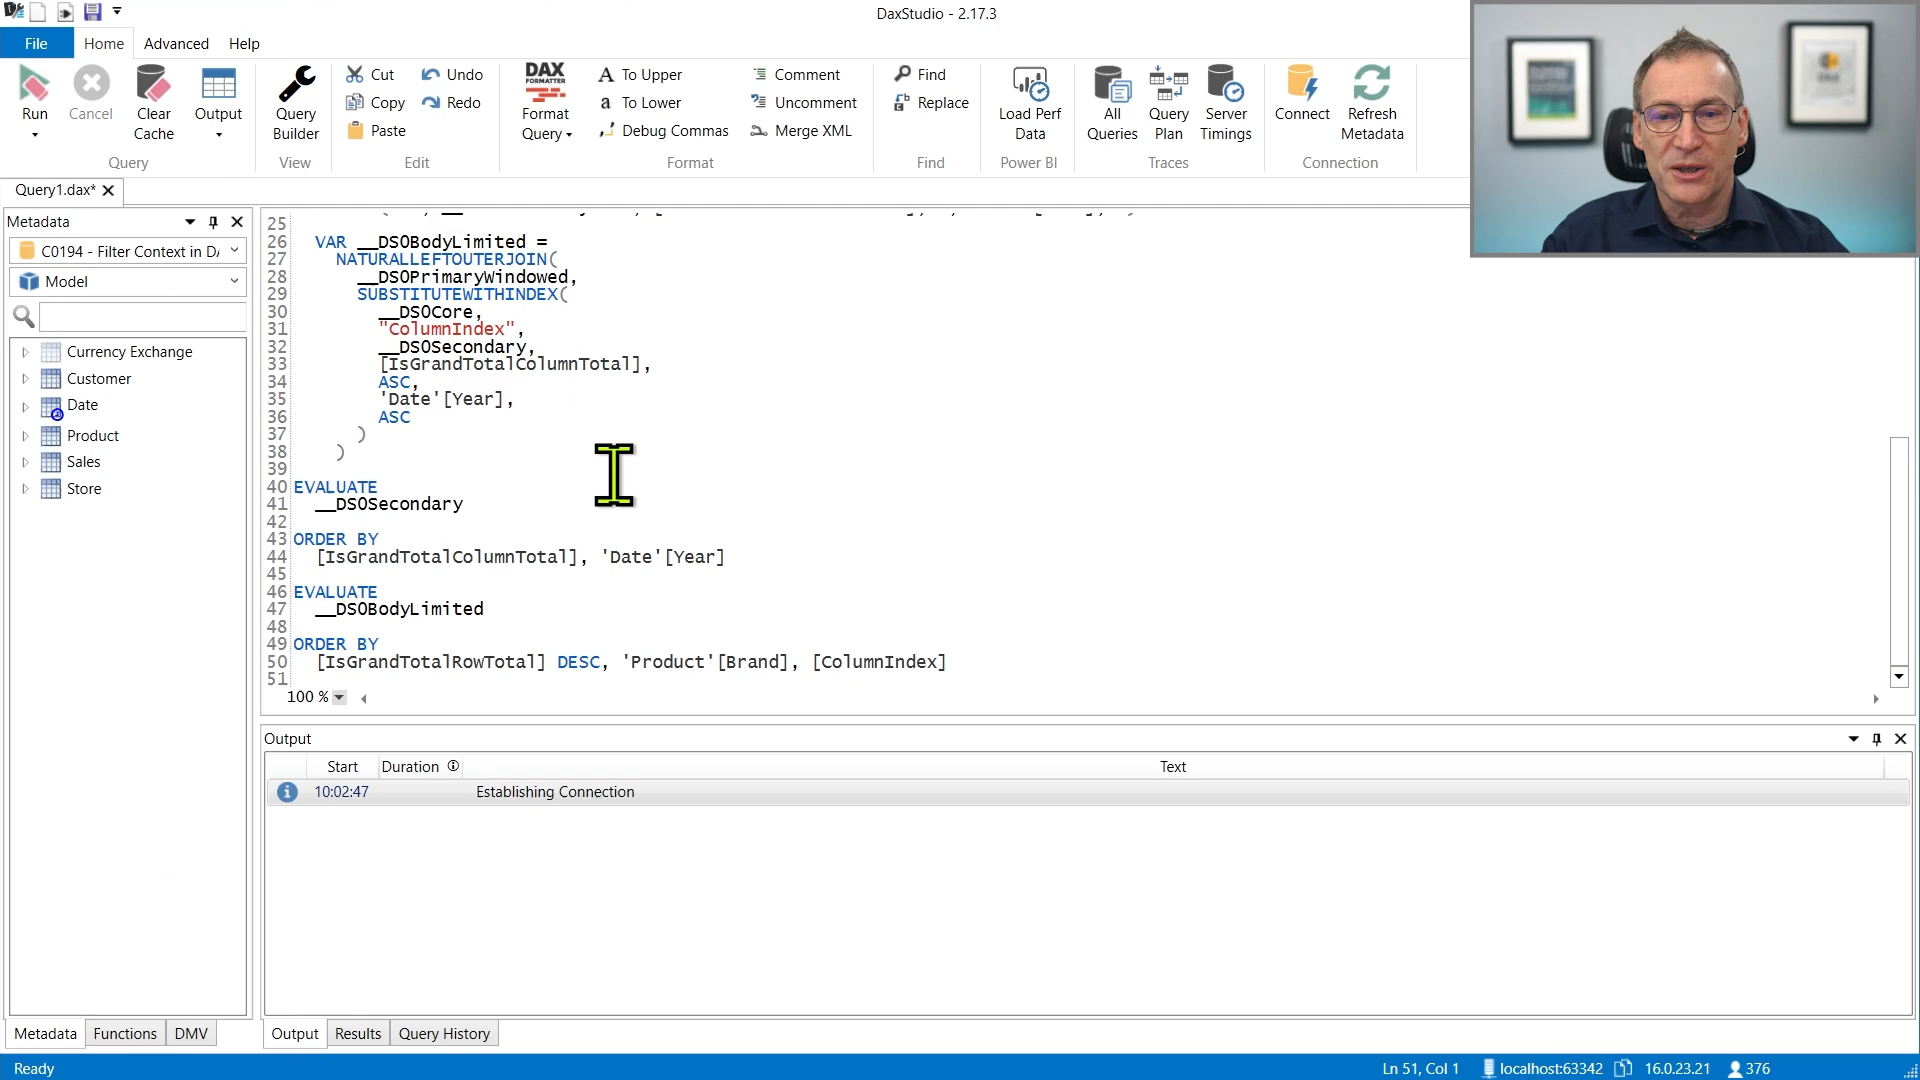 DaxStudio - 2.17.3
File Home Advanced Help
Run
Cancel
Clear Cache
Output
Query
Query Builder
View
Cut Undo
Copy Redo
Paste
Edit
DAX FORMATTER
Format Query
A To Upper Comment
a To Lower Uncomment
Debug Commas Merge XML
Format
Find
Replace
Find
Load Perf Data
Power BI
All Queries
Query Plan
Server Timings
Traces
Connect
Refresh Metadata
Connection
Query1.dax*
Metadata
C0194 - Filter Context in D
Model
Currency Exchange
Customer
Date
Product
Sales
Store
25
26 VAR __DS0BodyLimited =
27 NATURALLEFTOUTERJOIN(
28 __DS0PrimaryWindowed,
29 SUBSTITUTEWITHINDEX(
30 __DS0Core,
31 "ColumnIndex",
32 __DS0Secondary,
33 [IsGrandTotalColumnTotal],
34 ASC,
35 'Date'[Year],
36 ASC
37 )
38 )
39
40 EVALUATE
41 __DS0Secondary
42
43 ORDER BY
44 [IsGrandTotalColumnTotal], 'Date'[Year]
45
46 EVALUATE
47 __DS0BodyLimited
48
49 ORDER BY
50 [IsGrandTotalRowTotal] DESC, 'Product'[Brand], [ColumnIndex]
51
100 %
Output
Start Duration Text
10:02:47 Establishing Connection
Metadata Functions DMV
Output Results Query History
Ready Ln 51, Col 1 localhost:63342 16.0.23.21 376